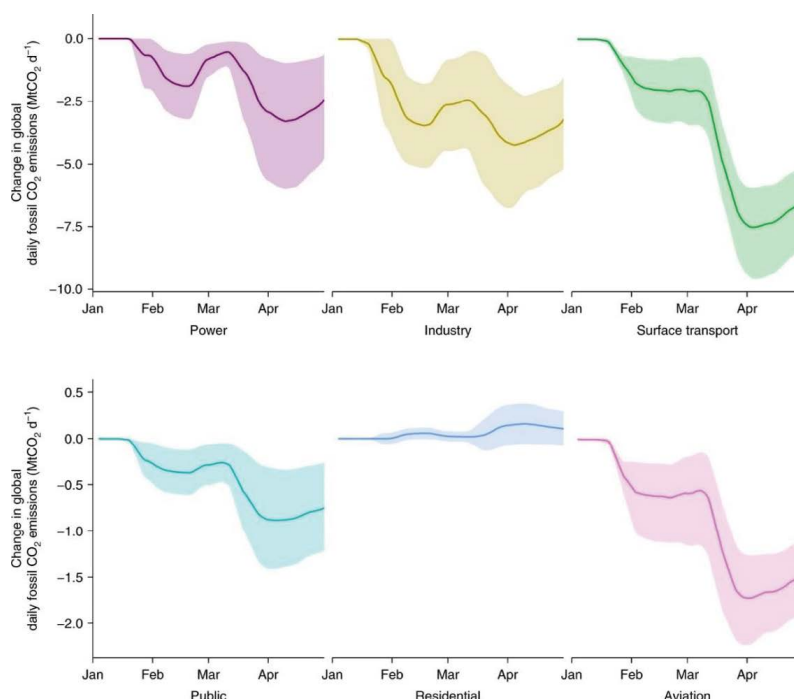 Change in global
daily fossil CO₂ emissions (MtCO₂ d⁻¹)
0.0
−2.5
−5.0
−7.5
−10.0
Jan Feb Mar Apr
Power
Jan Feb Mar Apr
Industry
Jan Feb Mar Apr
Surface transport
Change in global
daily fossil CO₂ emissions (MtCO₂ d⁻¹)
0.5
0.0
−0.5
−1.0
−1.5
−2.0
Jan Feb Mar Apr
Public
Jan Feb Mar Apr
Residential
Jan Feb Mar Apr
Aviation